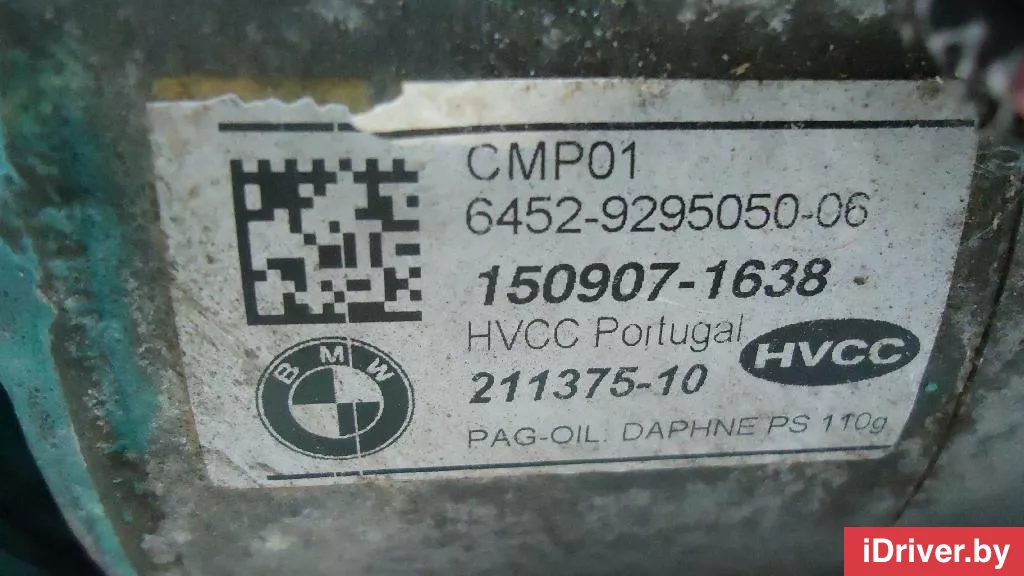 CMP01
6452-9295050-06
150907-1638
HVCC Portugal
HVCC
211375-10
BMW
PAG-OIL: DAPHNE PS 110g
iDriver.by